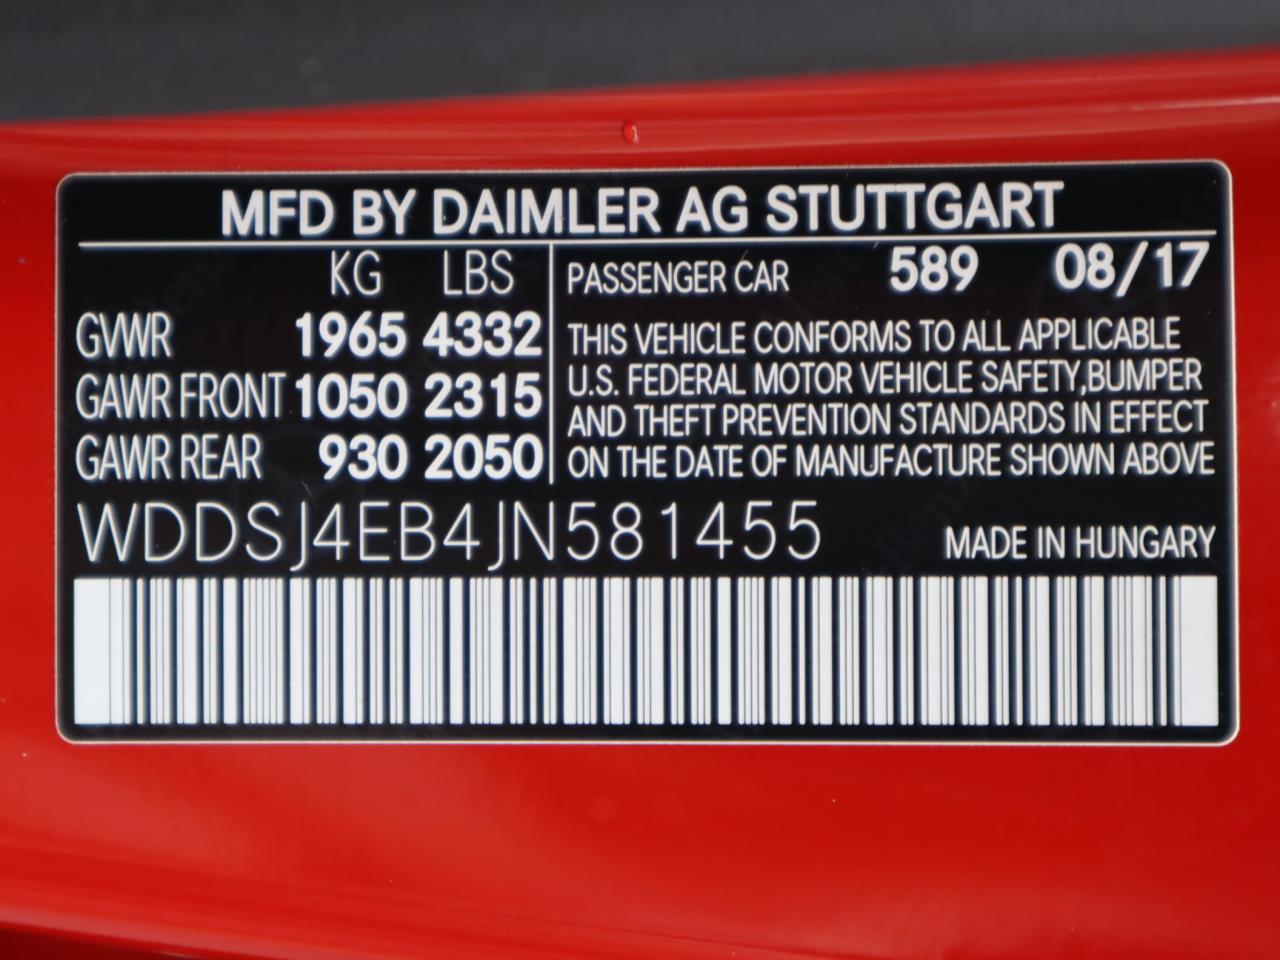 MFD BY DAIMLER AG STUTTGART
KG LBS
GVWR 1965 4332
GAWR FRONT 1050 2315
GAWR REAR 930 2050
PASSENGER CAR 589 08/17
THIS VEHICLE CONFORMS TO ALL APPLICABLE
U.S. FEDERAL MOTOR VEHICLE SAFETY,BUMPER
AND THEFT PREVENTION STANDARDS IN EFFECT
ON THE DATE OF MANUFACTURE SHOWN ABOVE
WDDSJ4EB4JN581455
MADE IN HUNGARY